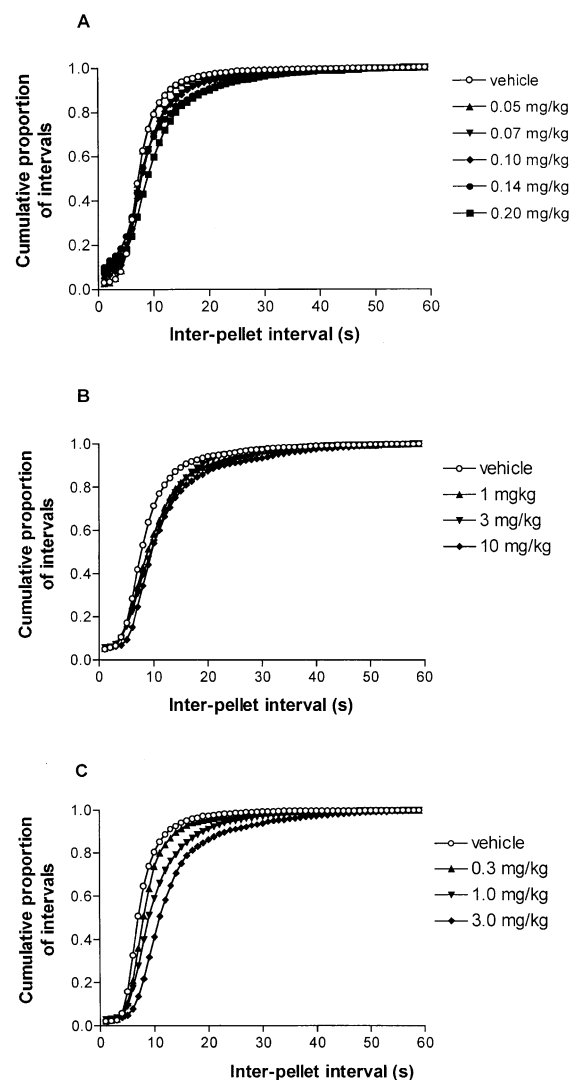 A
Cumulative proportion
of intervals
1.0
0.8
0.6
0.4
0.2
0.0
0 10 20 30 40 50 60
Inter-pellet interval (s)
vehicle
0.05 mg/kg
0.07 mg/kg
0.10 mg/kg
0.14 mg/kg
0.20 mg/kg
B
Cumulative proportion
of intervals
1.0
0.8
0.6
0.4
0.2
0.0
0 10 20 30 40 50 60
Inter-pellet interval (s)
vehicle
1 mgkg
3 mg/kg
10 mg/kg
C
Cumulative proportion
of intervals
1.0
0.8
0.6
0.4
0.2
0.0
0 10 20 30 40 50 60
Inter-pellet interval (s)
vehicle
0.3 mg/kg
1.0 mg/kg
3.0 mg/kg